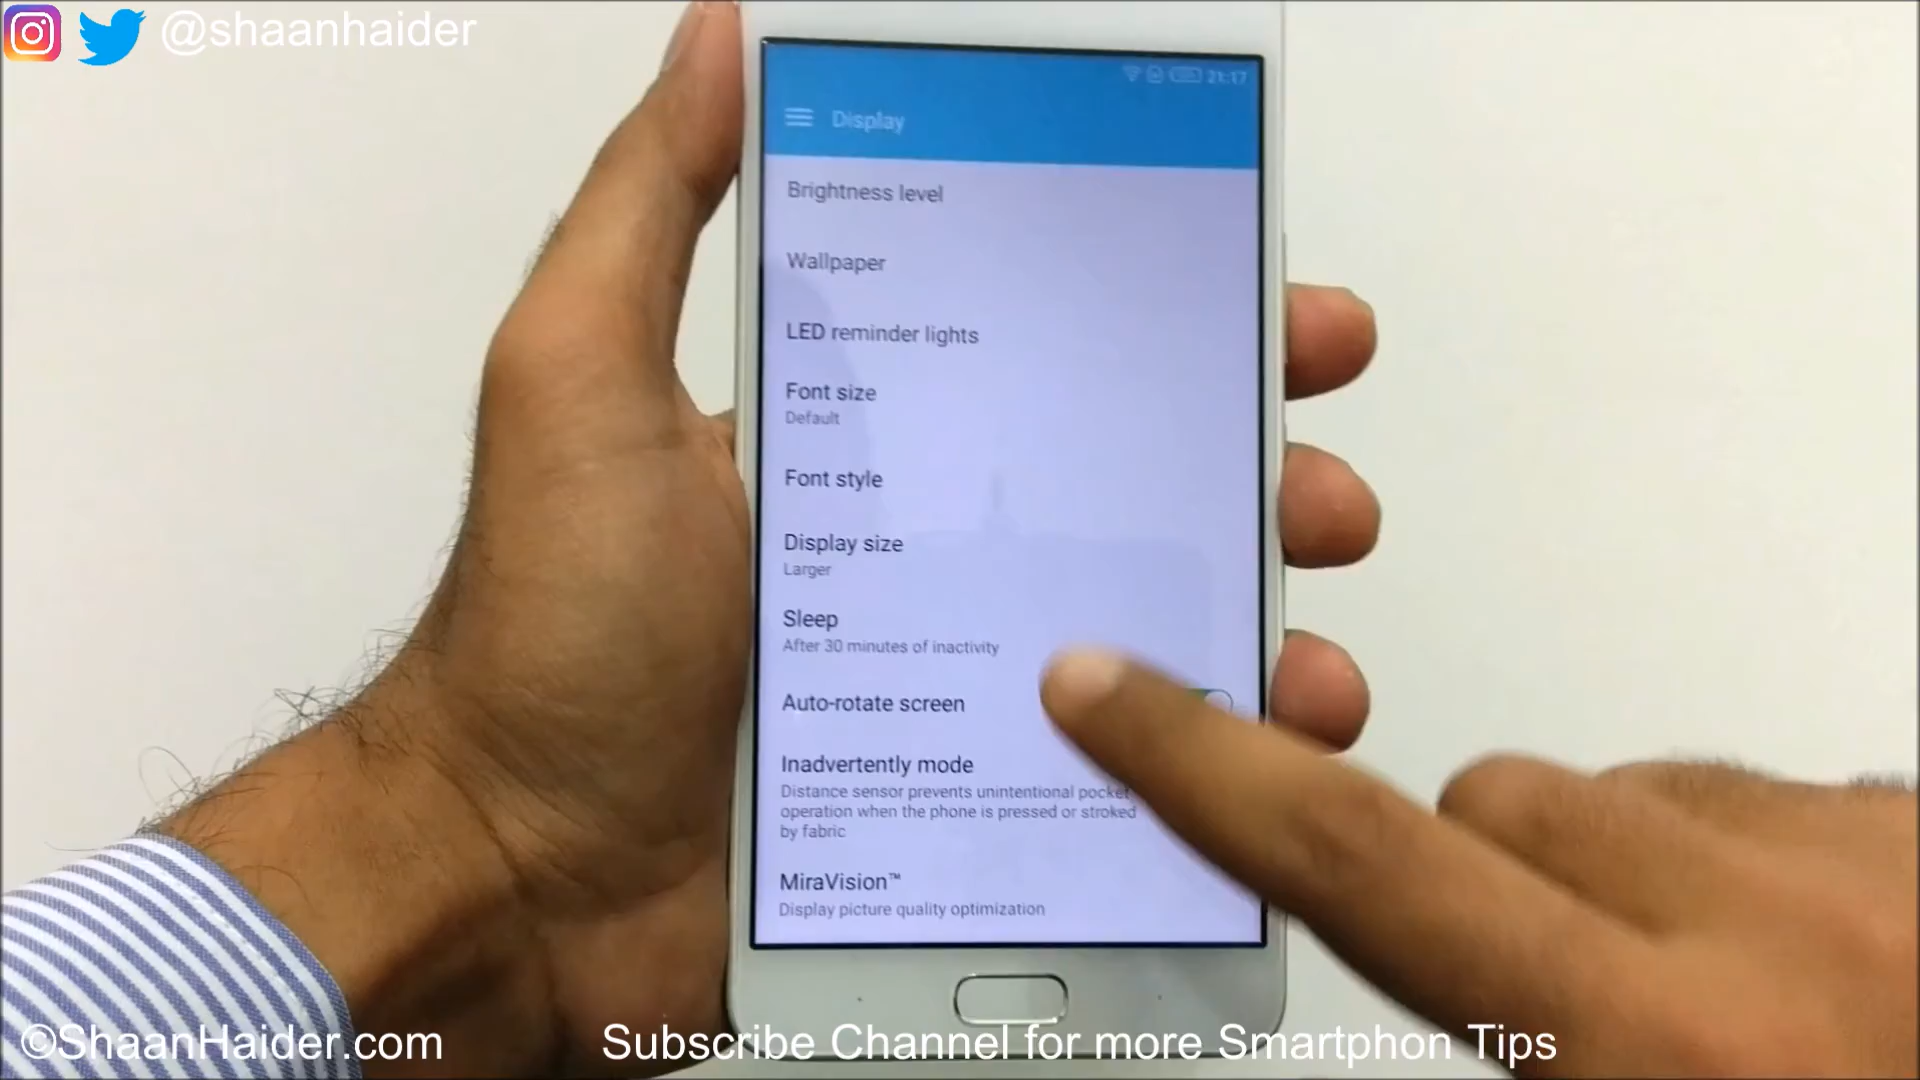 @shaanhaider
21:17
Display
Brightness level
Wallpaper
LED reminder lights
Font size
Default
Font style
Display size
Larger
Sleep
After 30 minutes of inactivity
Auto-rotate screen
Inadvertently mode
Distance sensor prevents unintentional pocket
operation when the phone is pressed or stroked
by fabric
MiraVision™
Display picture quality optimization
©ShaanHaider.com
Subscribe Channel for more Smartphon Tips